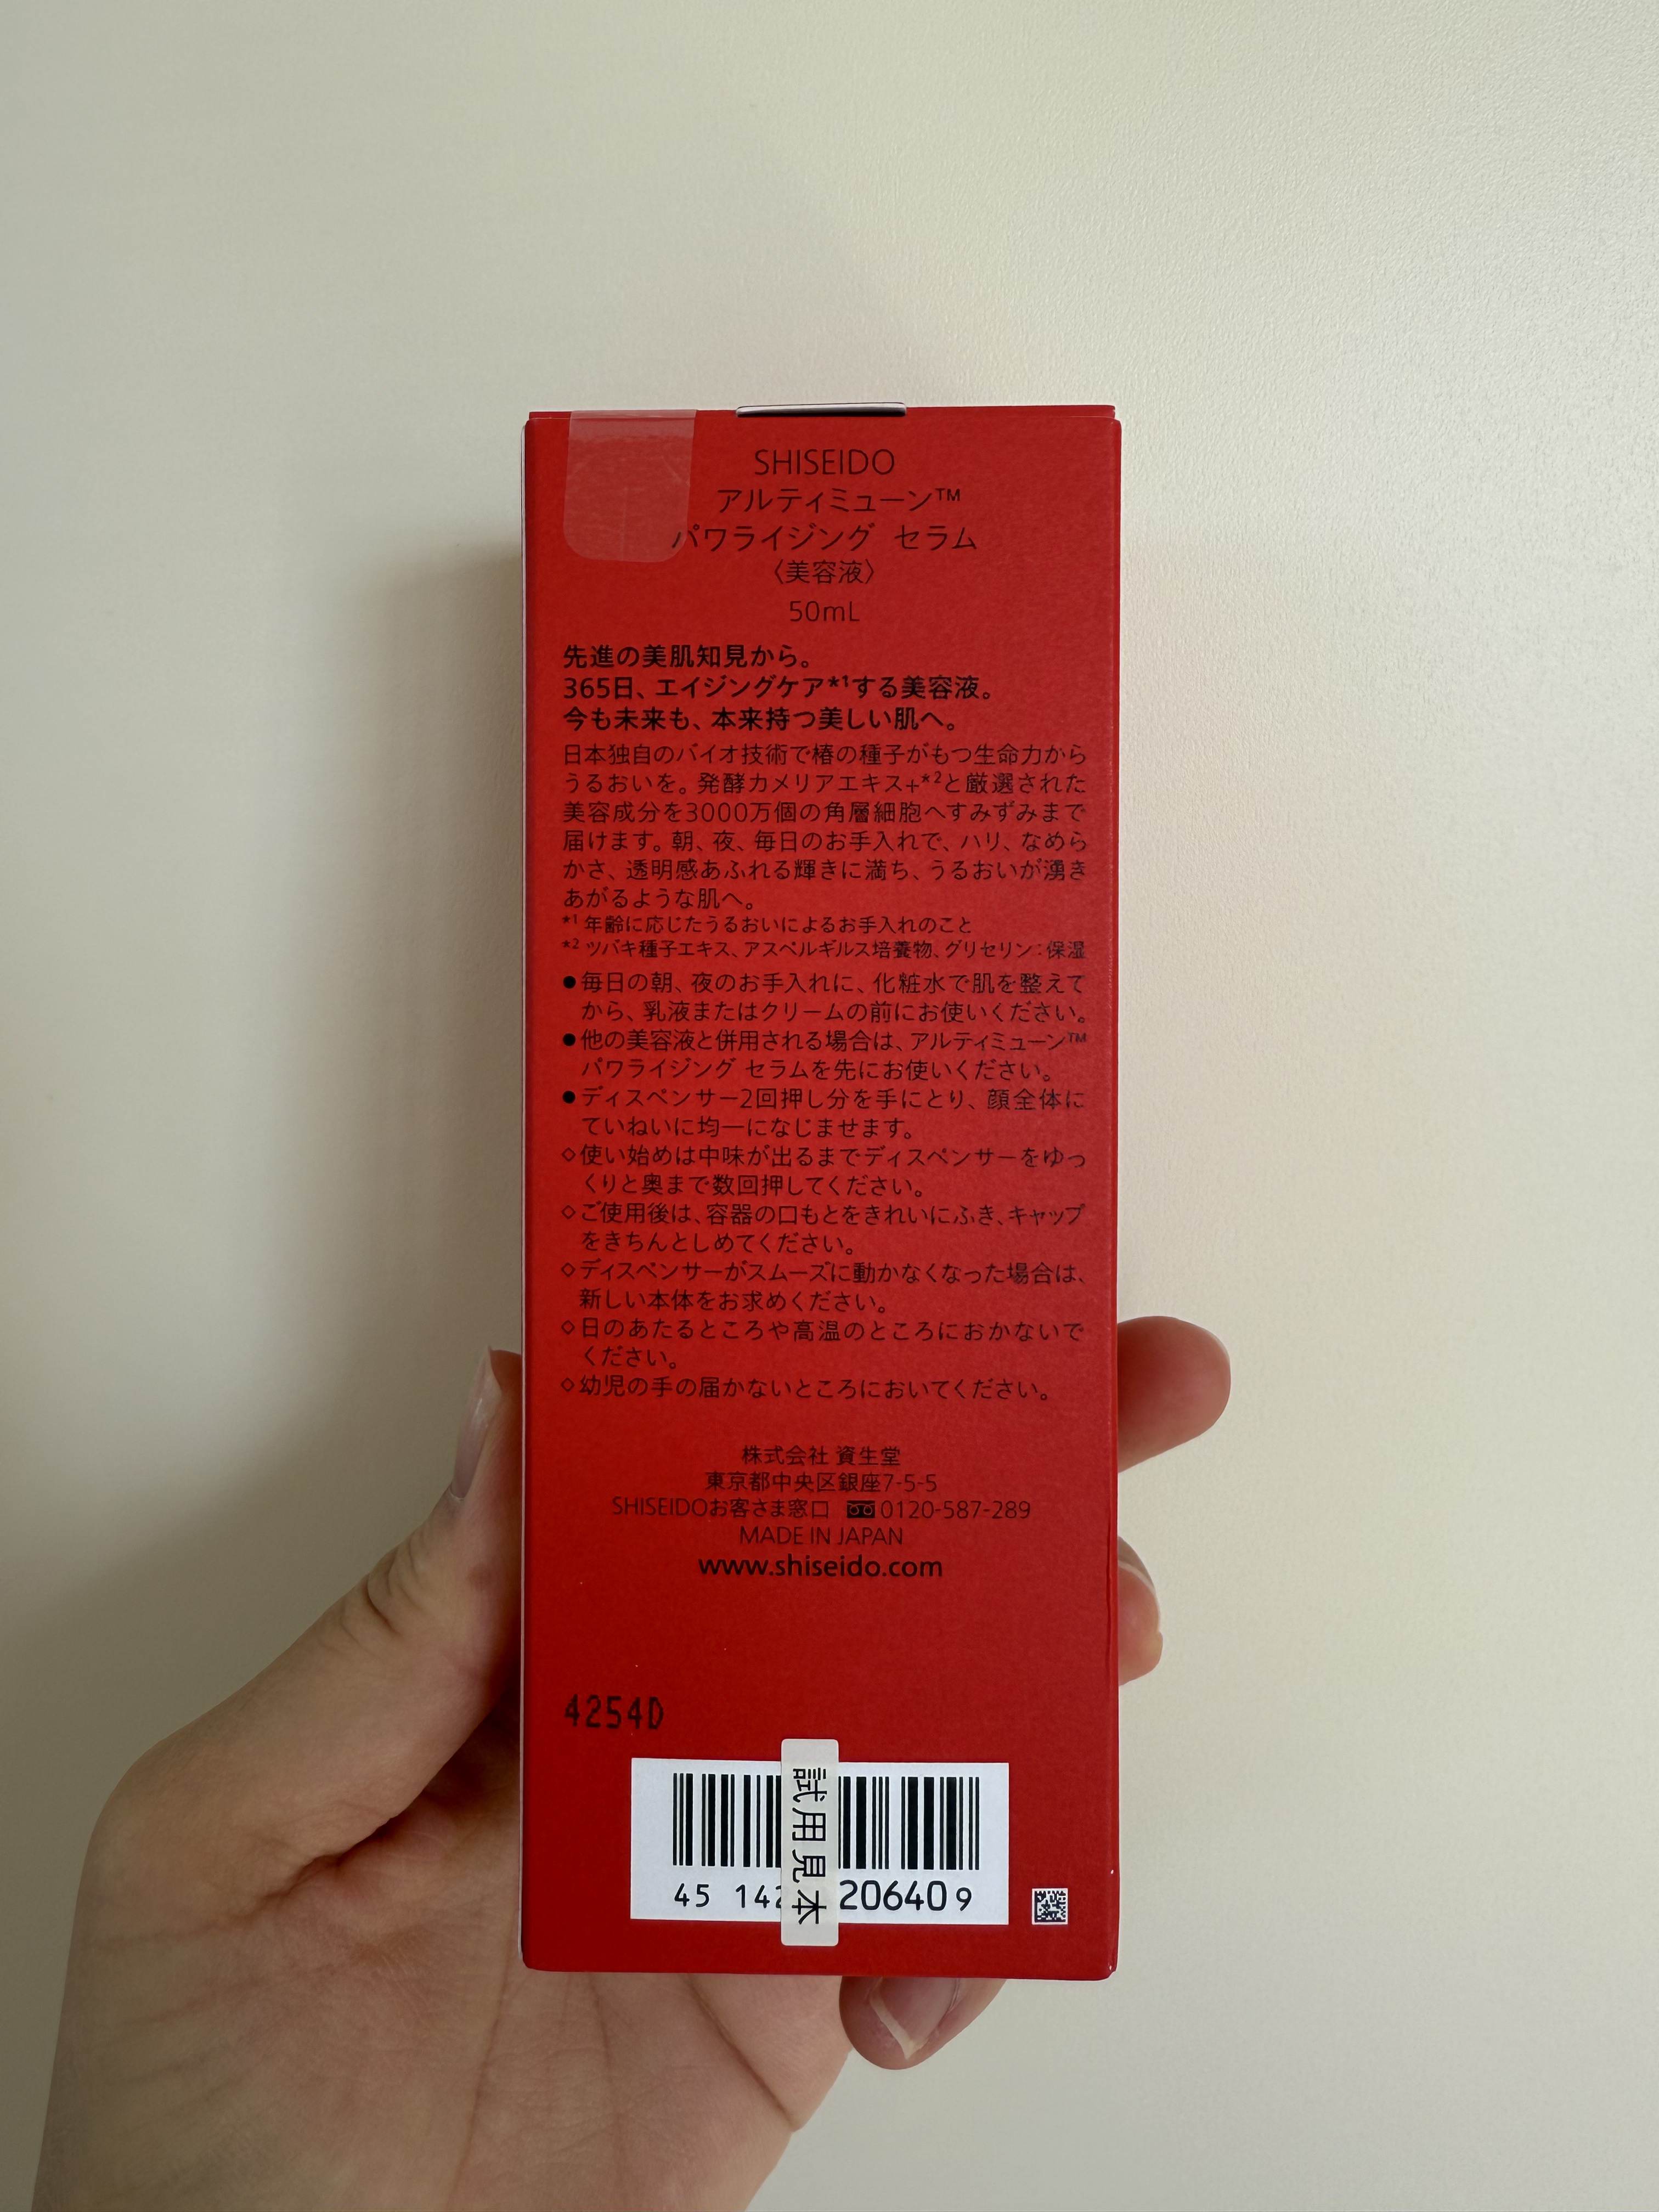 SHISEIDO
アルティミューン™
パワライジング セラム
〈美容液〉
50mL
先進の美肌知見から。
365日、エイジングケア*1する美容液。
今も未来も、本来持つ美しい肌へ。
日本独自のバイオ技術で椿の種子がもつ生命力から
うるおいを。発酵カメリアエキス+*2と厳選された
美容成分を3000万個の角層細胞へすみずみまで
届けます。朝、夜、毎日のお手入れで、ハリ、なめら
かさ、透明感あふれる輝きに満ち、うるおいが湧き
あがるような肌へ。
*1 年齢に応じたうるおいによるお手入れのこと
*2 ツバキ種子エキス、アスペルギルス培養物、グリセリン:保湿
●毎日の朝、夜のお手入れに、化粧水で肌を整えて
から、乳液またはクリームの前にお使いください。
●他の美容液と併用される場合は、アルティミューン™
パワライジング セラムを先にお使いください。
●ディスペンサー2回押し分を手にとり、顔全体に
ていねいに均一になじませます。
◇使い始めは中味が出るまでディスペンサーをゆっ
くりと奥まで数回押してください。
◇ご使用後は、容器の口もとをきれいにふき、キャップ
をきちんとしめてください。
◇ディスペンサーがスムーズに動かなくなった場合は、
新しい本体をお求めください。
◇日のあたるところや高温のところにおかないで
ください。
◇幼児の手の届かないところにおいてください。
株式会社 資生堂
東京都中央区銀座7-5-5
SHISEIDOお客さま窓口 0120-587-289
MADE IN JAPAN
www.shiseido.com
4254D
試用見本
45 142 206409